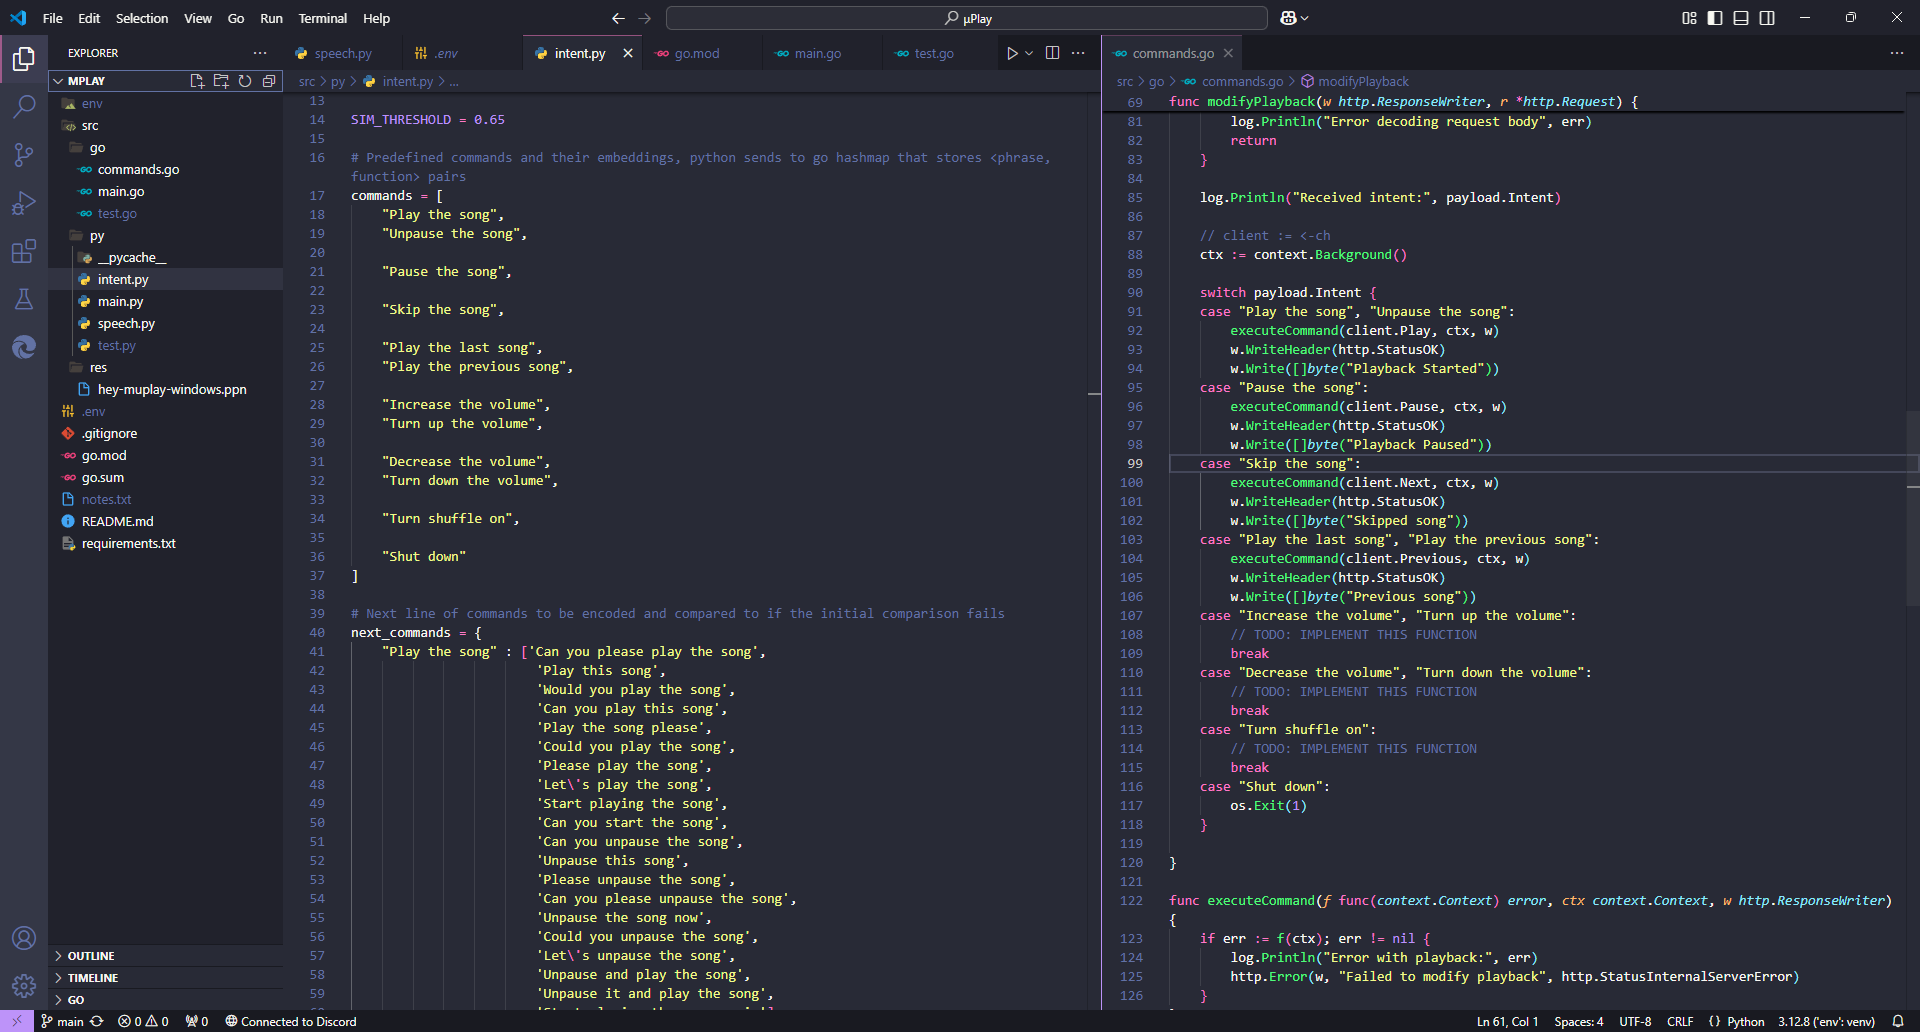 File Edit Selection View Go Run Terminal Help
µPlay
EXPLORER
MPLAY
env
src
go
commands.go
main.go
test.go
py
__pycache__
intent.py
main.py
speech.py
test.py
res
hey-muplay-windows.ppn
.env
.gitignore
go.mod
go.sum
notes.txt
README.md
requirements.txt
OUTLINE
TIMELINE
GO
speech.py .env intent.py go.mod main.go test.go
src > py > intent.py > ...
13
14 SIM_THRESHOLD = 0.65
15
16 # Predefined commands and their embeddings, python sends to go hashmap that stores <phrase,
function> pairs
17 commands = [
18 "Play the song",
19 "Unpause the song",
20
21 "Pause the song",
22
23 "Skip the song",
24
25 "Play the last song",
26 "Play the previous song",
27
28 "Increase the volume",
29 "Turn up the volume",
30
31 "Decrease the volume",
32 "Turn down the volume",
33
34 "Turn shuffle on",
35
36 "Shut down"
37 ]
38
39 # Next line of commands to be encoded and compared to if the initial comparison fails
40 next_commands = {
41 "Play the song" : ['Can you please play the song',
42 'Play this song',
43 'Would you play the song',
44 'Can you play this song',
45 'Play the song please',
46 'Could you play the song',
47 'Please play the song',
48 'Let\'s play the song',
49 'Start playing the song',
50 'Can you start the song',
51 'Can you unpause the song',
52 'Unpause this song',
53 'Please unpause the song',
54 'Can you please unpause the song',
55 'Unpause the song now',
56 'Could you unpause the song',
57 'Let\'s unpause the song',
58 'Unpause and play the song',
59 'Unpause it and play the song',
commands.go
src > go > commands.go > modifyPlayback
69 func modifyPlayback(w http.ResponseWriter, r *http.Request) {
81 log.Println("Error decoding request body", err)
82 return
83 }
84
85 log.Println("Received intent:", payload.Intent)
86
87 // client := <-ch
88 ctx := context.Background()
89
90 switch payload.Intent {
91 case "Play the song", "Unpause the song":
92 executeCommand(client.Play, ctx, w)
93 w.WriteHeader(http.StatusOK)
94 w.Write([]byte("Playback Started"))
95 case "Pause the song":
96 executeCommand(client.Pause, ctx, w)
97 w.WriteHeader(http.StatusOK)
98 w.Write([]byte("Playback Paused"))
99 case "Skip the song":
100 executeCommand(client.Next, ctx, w)
101 w.WriteHeader(http.StatusOK)
102 w.Write([]byte("Skipped song"))
103 case "Play the last song", "Play the previous song":
104 executeCommand(client.Previous, ctx, w)
105 w.WriteHeader(http.StatusOK)
106 w.Write([]byte("Previous song"))
107 case "Increase the volume", "Turn up the volume":
108 // TODO: IMPLEMENT THIS FUNCTION
109 break
110 case "Decrease the volume", "Turn down the volume":
111 // TODO: IMPLEMENT THIS FUNCTION
112 break
113 case "Turn shuffle on":
114 // TODO: IMPLEMENT THIS FUNCTION
115 break
116 case "Shut down":
117 os.Exit(1)
118 }
119
120 }
121
122 func executeCommand(f func(context.Context) error, ctx context.Context, w http.ResponseWriter)
{
123 if err := f(ctx); err != nil {
124 log.Println("Error with playback:", err)
125 http.Error(w, "Failed to modify playback", http.StatusInternalServerError)
126 }
main 0 0 0 Connected to Discord
Ln 61, Col 1 Spaces: 4 UTF-8 CRLF {} Python 3.12.8 ('env': venv)